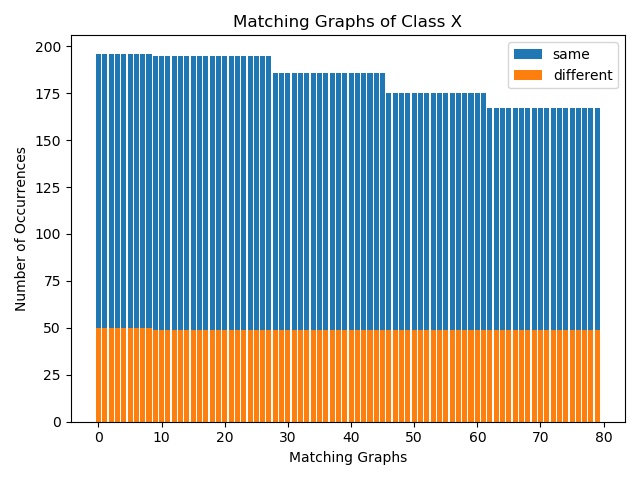 Matching Graphs of Class X
same
different
Number of Occurrences
200
175
150
125
100
75
50
25
0
0 10 20 30 40 50 60 70 80
Matching Graphs